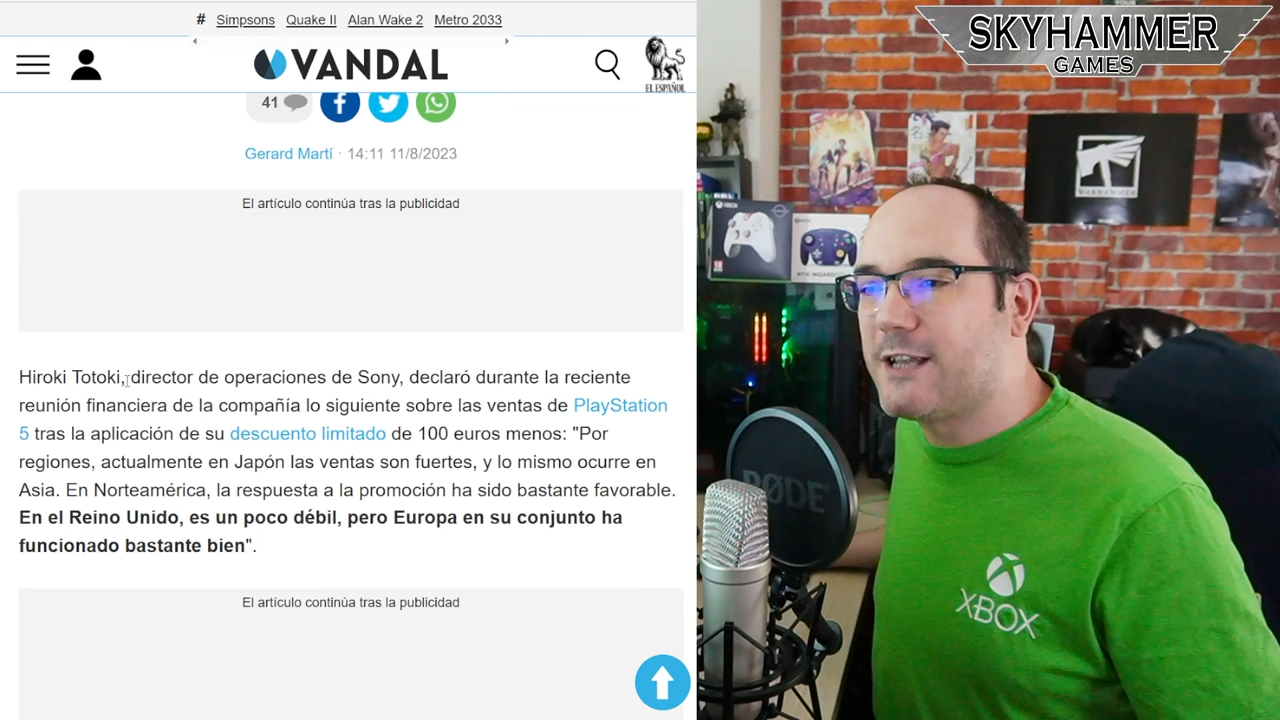 # Simpsons Quake II Alan Wake 2 Metro 2033
VANDAL
EL ESPAÑOL
41
Gerard Martí · 14:11 11/8/2023
El artículo continúa tras la publicidad
Hiroki Totoki, director de operaciones de Sony, declaró durante la reciente
reunión financiera de la compañía lo siguiente sobre las ventas de PlayStation
5 tras la aplicación de su descuento limitado de 100 euros menos: "Por
regiones, actualmente en Japón las ventas son fuertes, y lo mismo ocurre en
Asia. En Norteamérica, la respuesta a la promoción ha sido bastante favorable.
En el Reino Unido, es un poco débil, pero Europa en su conjunto ha
funcionado bastante bien".
El artículo continúa tras la publicidad
SKYHAMMER
GAMES
WARHAMMER
XBOX
RØDE
XBOX